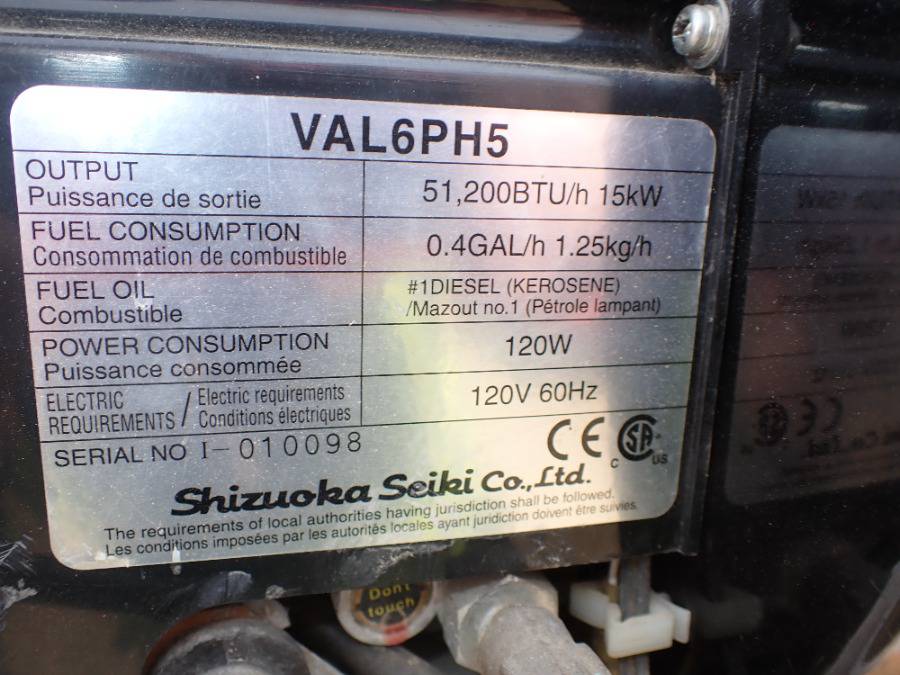 VAL6PH5
OUTPUT
Puissance de sortie
51,200BTU/h 15kW
FUEL CONSUMPTION
Consommation de combustible
0.4GAL/h 1.25kg/h
FUEL OIL
Combustible
#1DIESEL (KEROSENE)
/Mazout no.1 (Pétrole lampant)
POWER CONSUMPTION
Puissance consommée
120W
ELECTRIC
REQUIREMENTS /
Electric requirements
Conditions électriques
120V 60Hz
SERIAL NO I-010098
CE
C SA US
Shizuoka Seiki Co.,Ltd.
The requirements of local authorities having jurisdiction shall be followed.
Les conditions imposées par les autorités locales ayant juridiction doivent être suivies.
Don't
touch